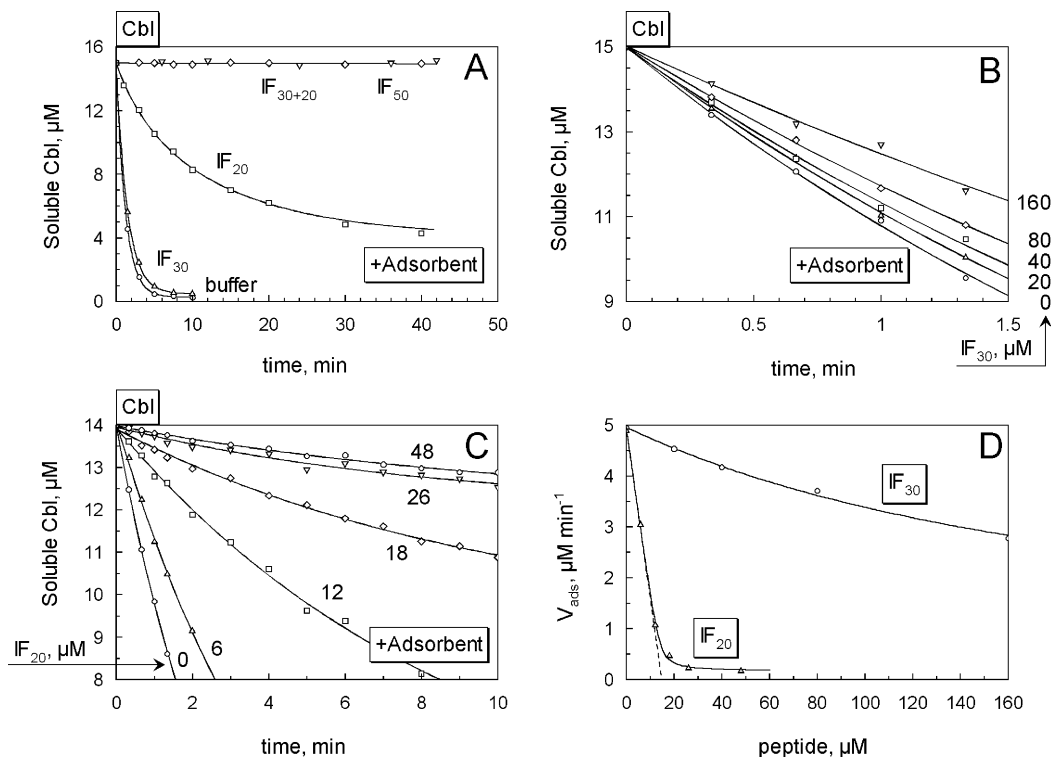 Cbl
A
16
12
8
4
0
Soluble Cbl, µM
IF30+20
IF50
IF20
IF30
buffer
+Adsorbent
0 10 20 30 40 50
time, min
Cbl
B
15
13
11
9
Soluble Cbl, µM
+Adsorbent
160
80
40
20
0
0 0.5 1 1.5
time, min
IF30, µM
Cbl
C
14
13
12
11
10
9
8
Soluble Cbl, µM
48
26
18
12
6
0
+Adsorbent
IF20, µM
0 2 4 6 8 10
time, min
D
5
4
3
2
1
0
Vads, µM min-1
IF30
IF20
0 20 40 60 80 100 120 140 160
peptide, µM